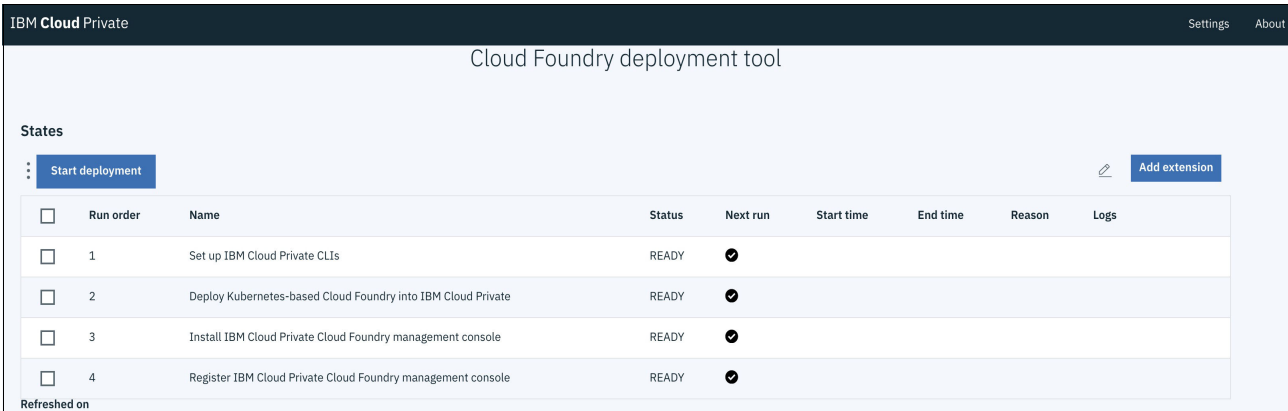 IBM Cloud Private Settings About
Cloud Foundry deployment tool
States
Start deployment Add extension
Run order Name Status Next run Start time End time Reason Logs
1 Set up IBM Cloud Private CLIs READY
2 Deploy Kubernetes-based Cloud Foundry into IBM Cloud Private READY
3 Install IBM Cloud Private Cloud Foundry management console READY
4 Register IBM Cloud Private Cloud Foundry management console READY
Refreshed on